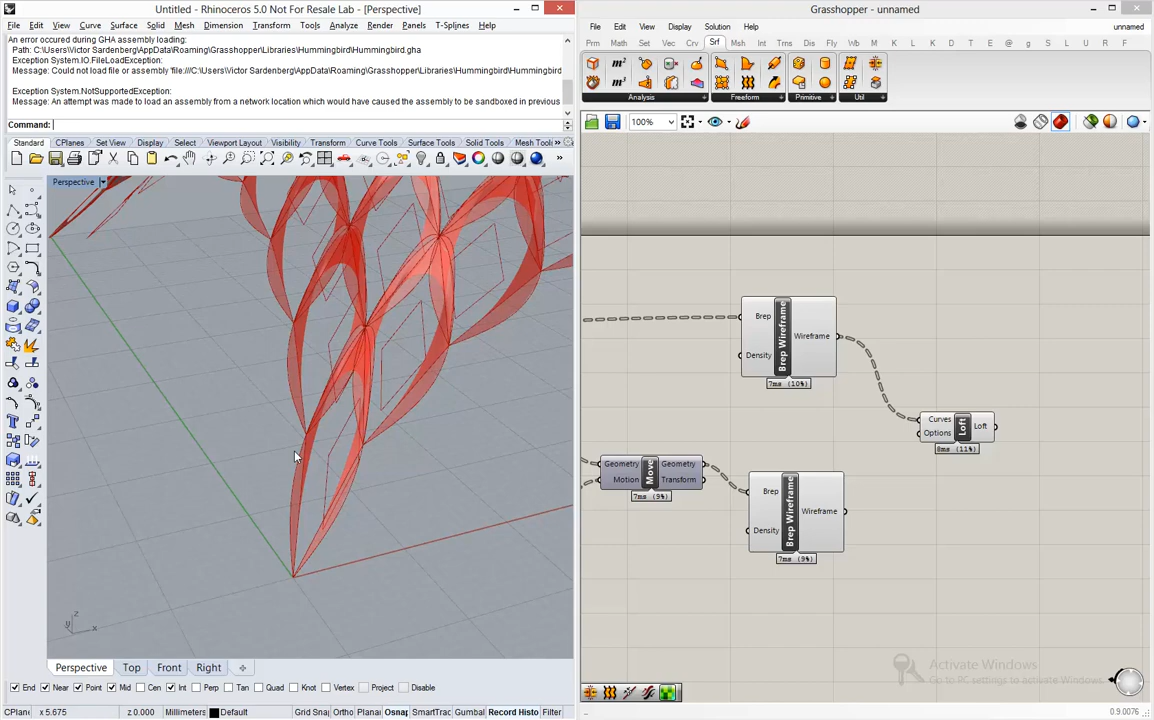 Untitled - Rhinoceros 5.0 Not For Resale Lab - [Perspective]
File Edit View Curve Surface Solid Mesh Dimension Transform Tools Analyze Render Panels T-Splines Help
An error occured during GHA assembly loading:
Path: C:\Users\Victor Sardenberg\AppData\Roaming\Grasshopper\Libraries\Hummingbird\Hummingbird.gha
Exception System.IO.FileLoadException:
Message: Could not load file or assembly 'file:///C:\Users\Victor Sardenberg\AppData\Roaming\Grasshopper\Libraries\Hummingbird\Hummingbird
Exception System.NotSupportedException:
Message: An attempt was made to load an assembly from a network location which would have caused the assembly to be sandboxed in previous
Command:
Standard CPlanes Set View Display Select Viewport Layout Visibility Transform Curve Tools Surface Tools Solid Tools Mesh Tools »
»
Perspective
z
y x
Perspective Top Front Right
End Near Point Mid Cen Int Perp Tan Quad Knot Vertex Project Disable
CPlane x 5.675 z 0.000 Millimeters Default Grid Snap Ortho Planar Osnap SmartTrac Gumbal Record Histo Filter
Grasshopper - unnamed
File Edit View Display Solution Help unnamed
Prm Math Set Vec Crv Srf Msh Int Trns Dis Fly D M T E @ g m K L S H U F
m² m³
Analysis Freeform Primitive Util
100%
Brep Density Brep Wireframe Wireframe
7ms (10%)
Curves Options Loft Loft
8ms (11%)
Geometry Motion Move Geometry Transform
7ms (9%)
Brep Density Brep Wireframe Wireframe
7ms (9%)
Activate Windows
Go to PC settings to activate Windows.
0.9.0076